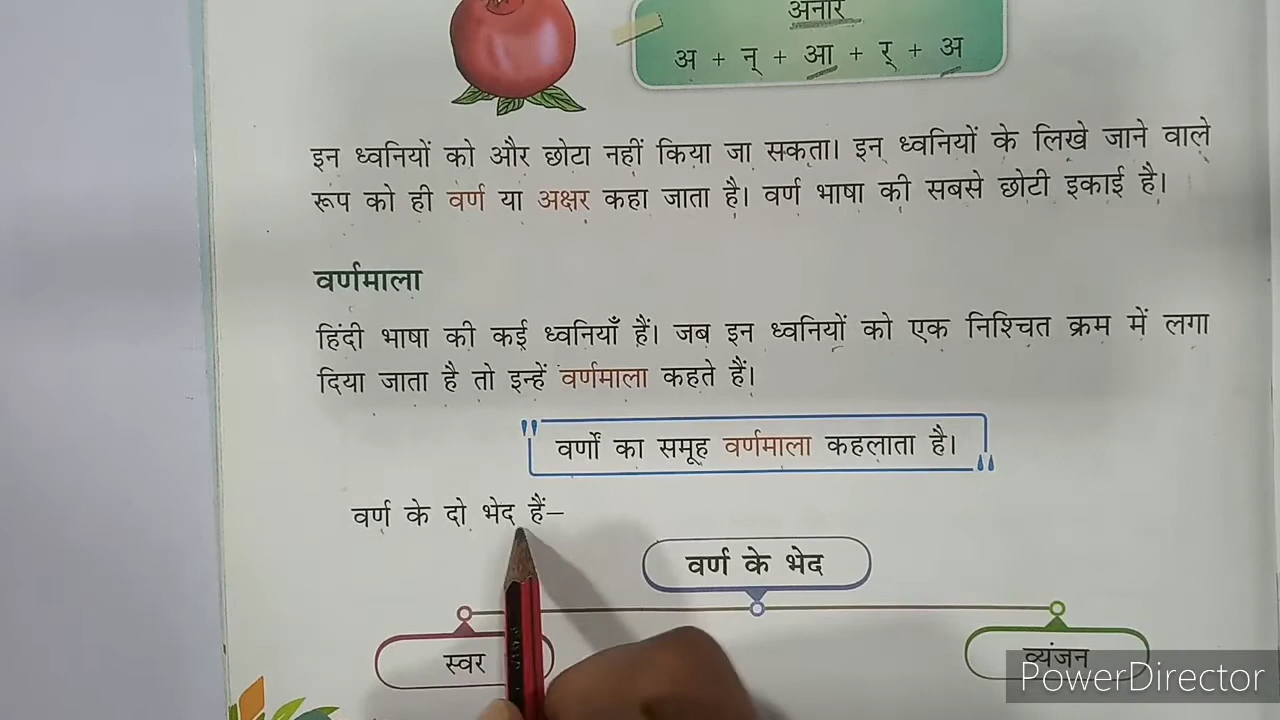 अनार
अ + न् + आ + र् + अ
इन ध्वनियों को और छोटा नहीं किया जा सकता। इन ध्वनियों के लिखे जाने वाले
रूप को ही वर्ण या अक्षर कहा जाता है। वर्ण भाषा की सबसे छोटी इकाई है।
वर्णमाला
हिंदी भाषा की कई ध्वनियाँ हैं। जब इन ध्वनियों को एक निश्चित क्रम में लगा
दिया जाता है तो इन्हें वर्णमाला कहते हैं।
वर्णों का समूह वर्णमाला कहलाता है।
वर्ण के दो भेद हैं–
वर्ण के भेद
स्वर
व्यंजन
PowerDirector